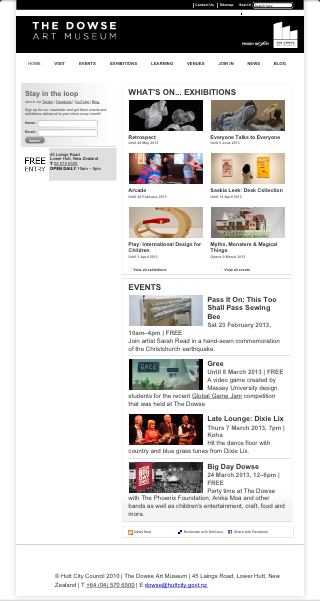 Contact Us | Sitemap Search
THE DOWSE
ART MUSEUM
HOME VISIT EVENTS EXHIBITIONS LEARNING VENUES JOIN IN NEWS BLOG
Stay in the loop
Join us via Twitter | Facebook | YouTube | Blog.
Sign up for our newsletter and get fresh events and
exhibitions delivered to your inbox every month!
Name:
Email:
FREE
ENTRY
45 Laings Road
Lower Hutt, New Zealand
T 04 570 6500
OPEN DAILY 10am – 5pm
WHAT'S ON... EXHIBITIONS
Retrospect
Until 26 May 2013
Everyone Talks to Everyone
Until 9 June 2013
Arcade
Until 24 February 2013
Saskia Leek: Desk Collection
Until 14 April 2013
Play: International Design for
Children
Until 1 April 2013
Myths, Monsters & Magical
Things
Opens 9 March 2013
View all exhibitions
View all events
EVENTS
Pass It On: This Too
Shall Pass Sewing
Bee
Sat 23 February 2013,
10am–4pm | FREE
Join artist Sarah Read in a hand-sewn commemoration
of the Christchurch earthquake.
GREE
Gree
Until 8 March 2013 | FREE
A video game created by
Massey University design
students for the recent Global Game Jam competition
that was held at The Dowse
Late Lounge: Dixie Lix
Thurs 7 March 2013, 7pm |
Koha
Hit the dance floor with
country and blue grass tunes from Dixie Lix.
BIG
DAY
DOWSE
Big Day Dowse
24 March 2013, 12–6pm |
FREE
Party time at The Dowse
with The Phoenix Foundation, Anika Moa and other
bands as well as children's entertainment, craft, food and
more.
News feed
Bookmark with Delicious
Share with Facebook
© Hutt City Council 2010 | The Dowse Art Museum | 45 Laings Road, Lower Hutt, New
Zealand | T +64 (04) 570 6500 | E dowse@huttcity.govt.nz